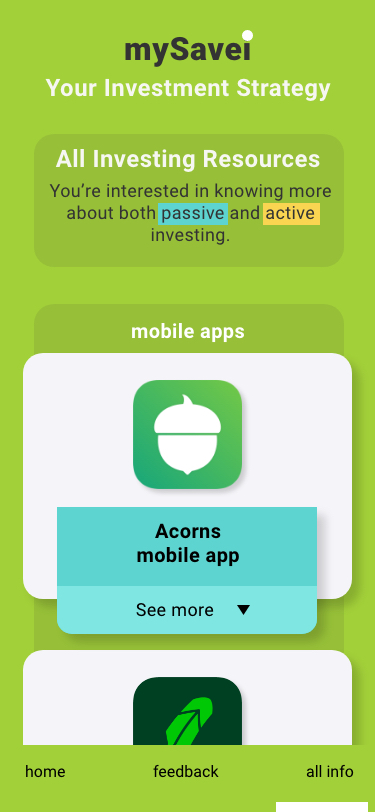 mySavei
Your Investment Strategy
All Investing Resources
You’re interested in knowing more
about both passive and active
investing.
mobile apps
Acorns
mobile app
See more
home feedback all info